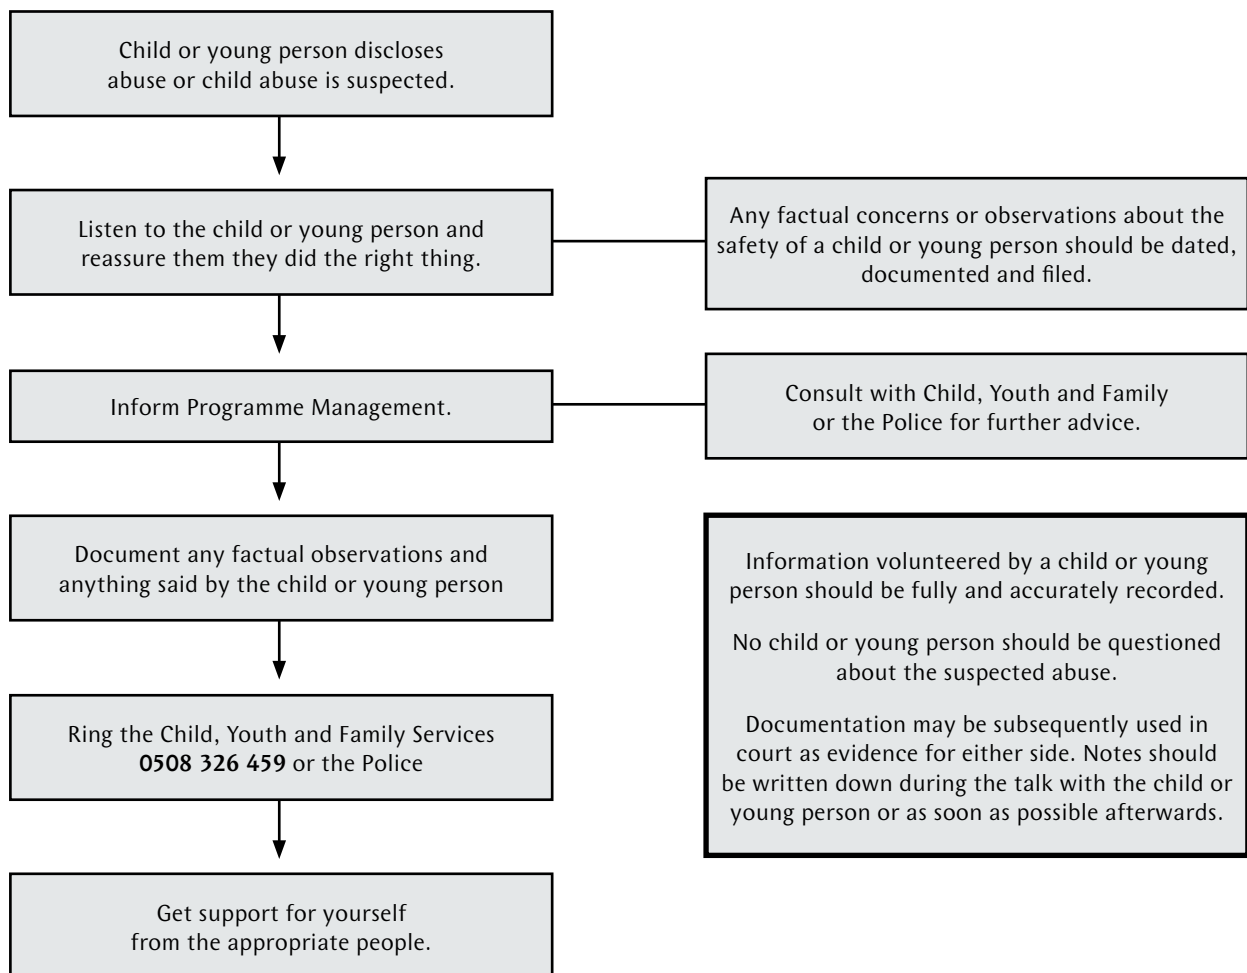 Child or young person discloses
abuse or child abuse is suspected.
Listen to the child or young person and
reassure them they did the right thing.
Any factual concerns or observations about the
safety of a child or young person should be dated,
documented and filed.
Inform Programme Management.
Consult with Child, Youth and Family
or the Police for further advice.
Document any factual observations and
anything said by the child or young person
Information volunteered by a child or young
person should be fully and accurately recorded.
No child or young person should be questioned
about the suspected abuse.
Documentation may be subsequently used in
court as evidence for either side. Notes should
be written down during the talk with the child or
young person or as soon as possible afterwards.
Ring the Child, Youth and Family Services
0508 326 459 or the Police
Get support for yourself
from the appropriate people.